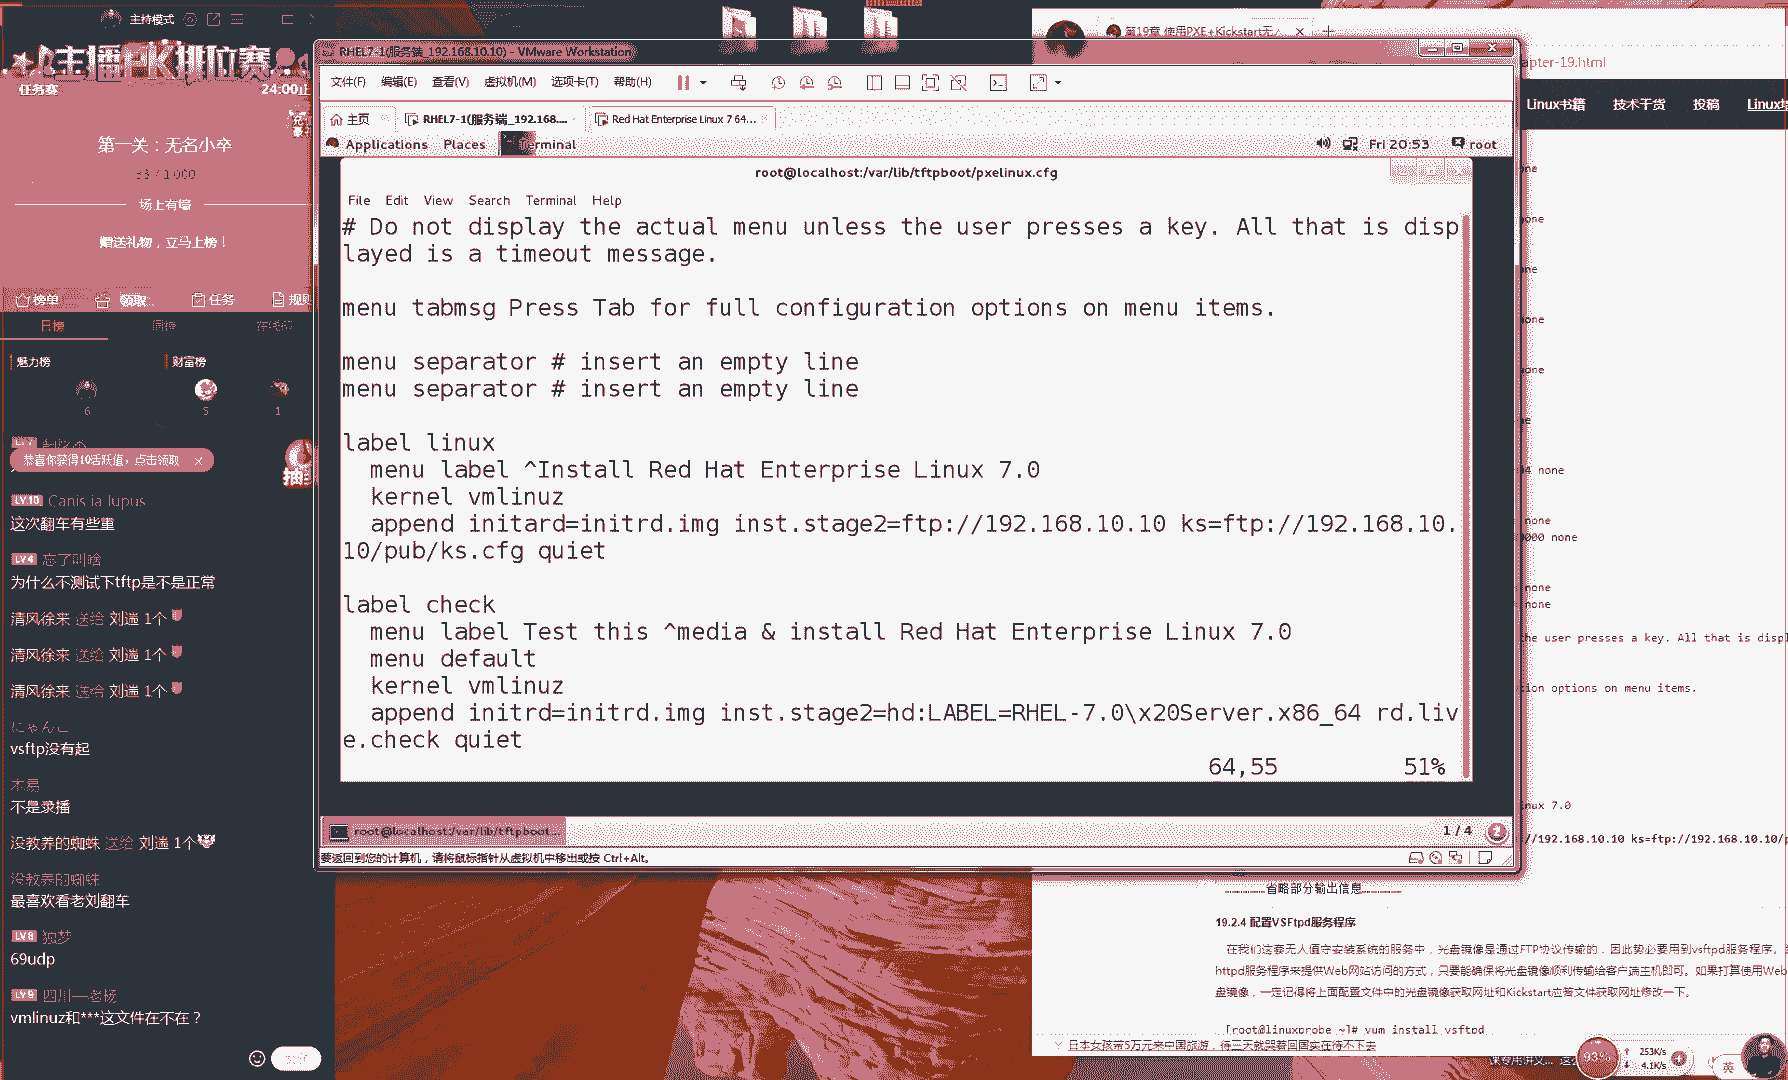 主持模式
主播PK排位赛
任务赛
24:00止
第一关：无名小卒
33 / 1000
场上有墙
赠送礼物，立马上榜！
榜单
领取
任务
规则
日榜
周榜
魅力榜
财富榜
6
5
1
恭喜你获得10活跃值，点击领取
LV.10 Canis ia lupus
这次翻车有些重
LV.4 忘了叫啥
为什么不测试下tftp是不是正常
清风徐来 送给 刘遄 1个
清风徐来 送给 刘遄 1个
清风徐来 送给 刘遄 1个
にゃんこ
vsftp没有起
木易
不是录播
没教养的蜘蛛 送给 刘遄 1个
没教养的蜘蛛
最喜欢看老刘翻车
LV.8 独梦
69udp
LV.9 四川—老杨
vmlinuz和***这文件在不在？
RHEL7-1(服务端_192.168.10.10) - VMware Workstation
文件(F) 编辑(E) 查看(V) 虚拟机(M) 选项卡(T) 帮助(H)
主页
RHEL7-1(服务端_192.168....
Red Hat Enterprise Linux 7 64...
Applications Places Terminal
Fri 20:53 root
root@localhost:/var/lib/tftpboot/pxelinux.cfg
File Edit View Search Terminal Help
# Do not display the actual menu unless the user presses a key. All that is disp
layed is a timeout message.
menu tabmsg Press Tab for full configuration options on menu items.
menu separator # insert an empty line
menu separator # insert an empty line
label linux
menu label ^Install Red Hat Enterprise Linux 7.0
kernel vmlinuz
append initard=initrd.img inst.stage2=ftp://192.168.10.10 ks=ftp://192.168.10.
10/pub/ks.cfg quiet
label check
menu label Test this ^media & install Red Hat Enterprise Linux 7.0
menu default
kernel vmlinuz
append initrd=initrd.img inst.stage2=hd:LABEL=RHEL-7.0\x20Server.x86_64 rd.liv
e.check quiet
64,55 51%
root@localhost:/var/lib/tftpboot...
1 / 4
要返回到您的计算机，请将鼠标指针从虚拟机中移出或按 Ctrl+Alt。
第19章 使用PXE+Kickstart无人
apter-19.html
Linux书籍 技术干货 投稿
one
one
one
one
one
ne
4 none
none
000 none
none
none
he user presses a key. All that is displ
tion options on menu items.
inux 7.0
//192.168.10.10 ks=ftp://192.168.10.10/p
………………省略部分输出信息………………
19.2.4 配置VSFtpd服务程序
在我们这套无人值守安装系统的服务中，光盘镜像是通过FTP协议传输的，因此势必要用到vsftpd服务程序。
httpd服务程序来提供Web网站访问的方式，只要能确保将光盘镜像顺利传输给客户端主机即可。如果打算使用Web
盘镜像，一定记得将上面配置文件中的光盘镜像获取网址和Kickstart应答文件获取网址修改一下。
[root@linuxprobe ~]# yum install vsftpd
日本女孩带5万元来中国旅游，待三天就哭着回国实在待不下去
93%
253K/s
4.1K/s
英